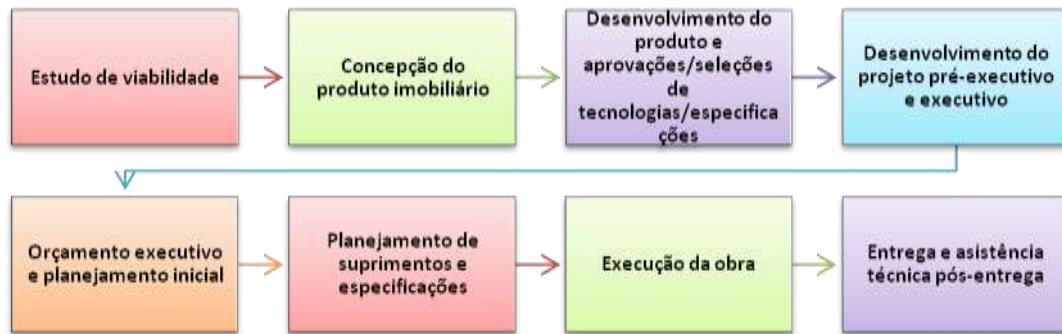 Estudo de viabilidade
Concepção do
produto imobiliário
Desenvolvimento do
produto e
aprovações/seleções
de
tecnologias/especifica
ções
Desenvolvimento do
projeto pré-executivo
e executivo
Orçamento executivo
e planejamento inicial
Planejamento de
suprimentos e
especificações
Execução da obra
Entrega e asistência
técnica pós-entrega